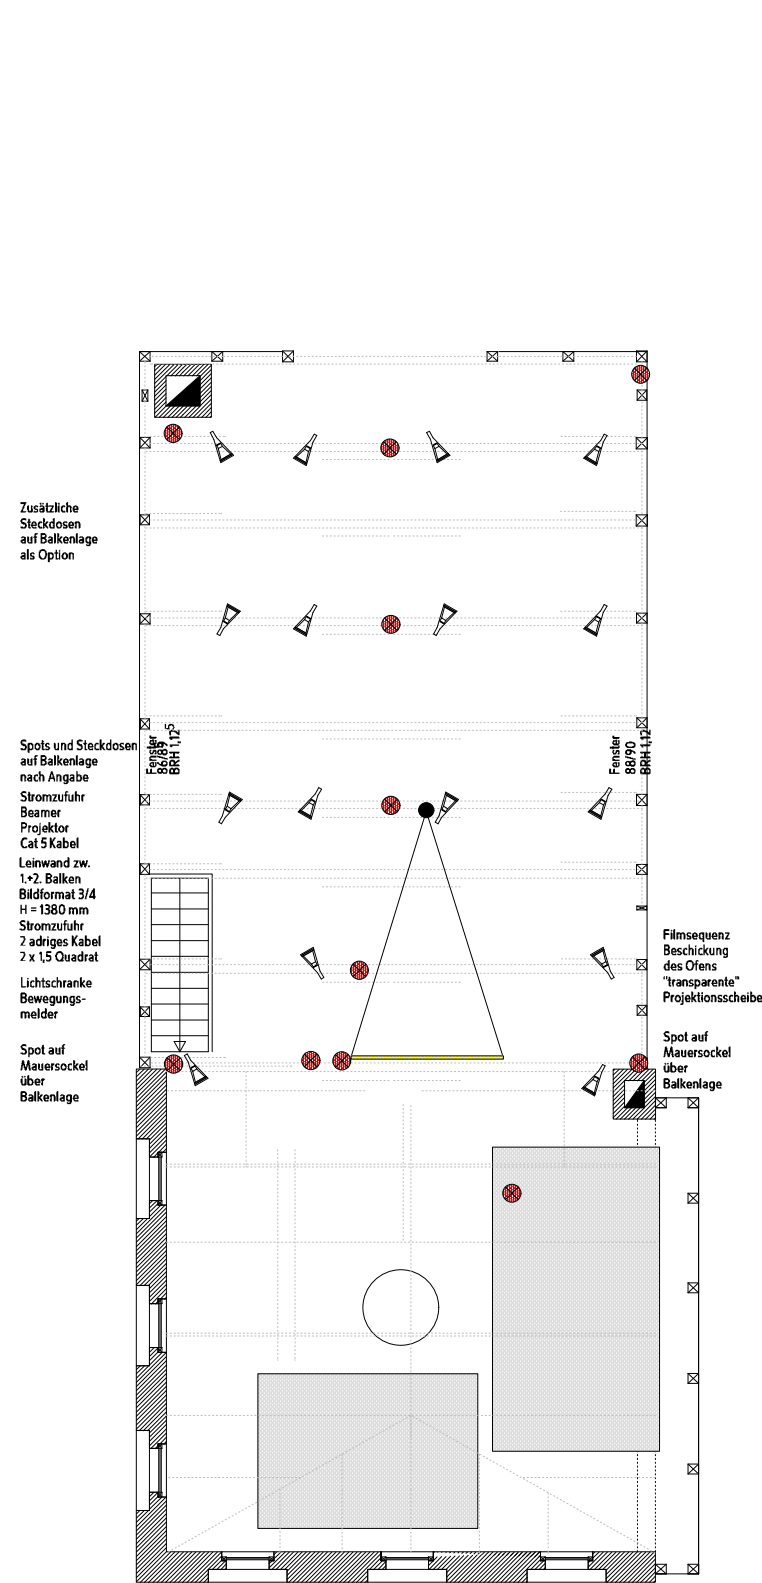 Zusätzliche
Steckdosen
auf Balkenlage
als Option
Spots und Steckdosen
auf Balkenlage
nach Angabe
Stromzufuhr
Beamer
Projektor
Cat 5 Kabel
Leinwand zw.
1.+2. Balken
Bildformat 3/4
H = 1380 mm
Stromzufuhr
2 adriges Kabel
2 x 1,5 Quadrat
Lichtschranke
Bewegungs-
melder
Spot auf
Mauersockel
über
Balkenlage
Fenster
86/89
BRH 1,12⁵
Fenster
88/90
BRH 1,12
Filmsequenz
Beschickung
des Ofens
"transparente"
Projektionsscheibe
Spot auf
Mauersockel
über
Balkenlage